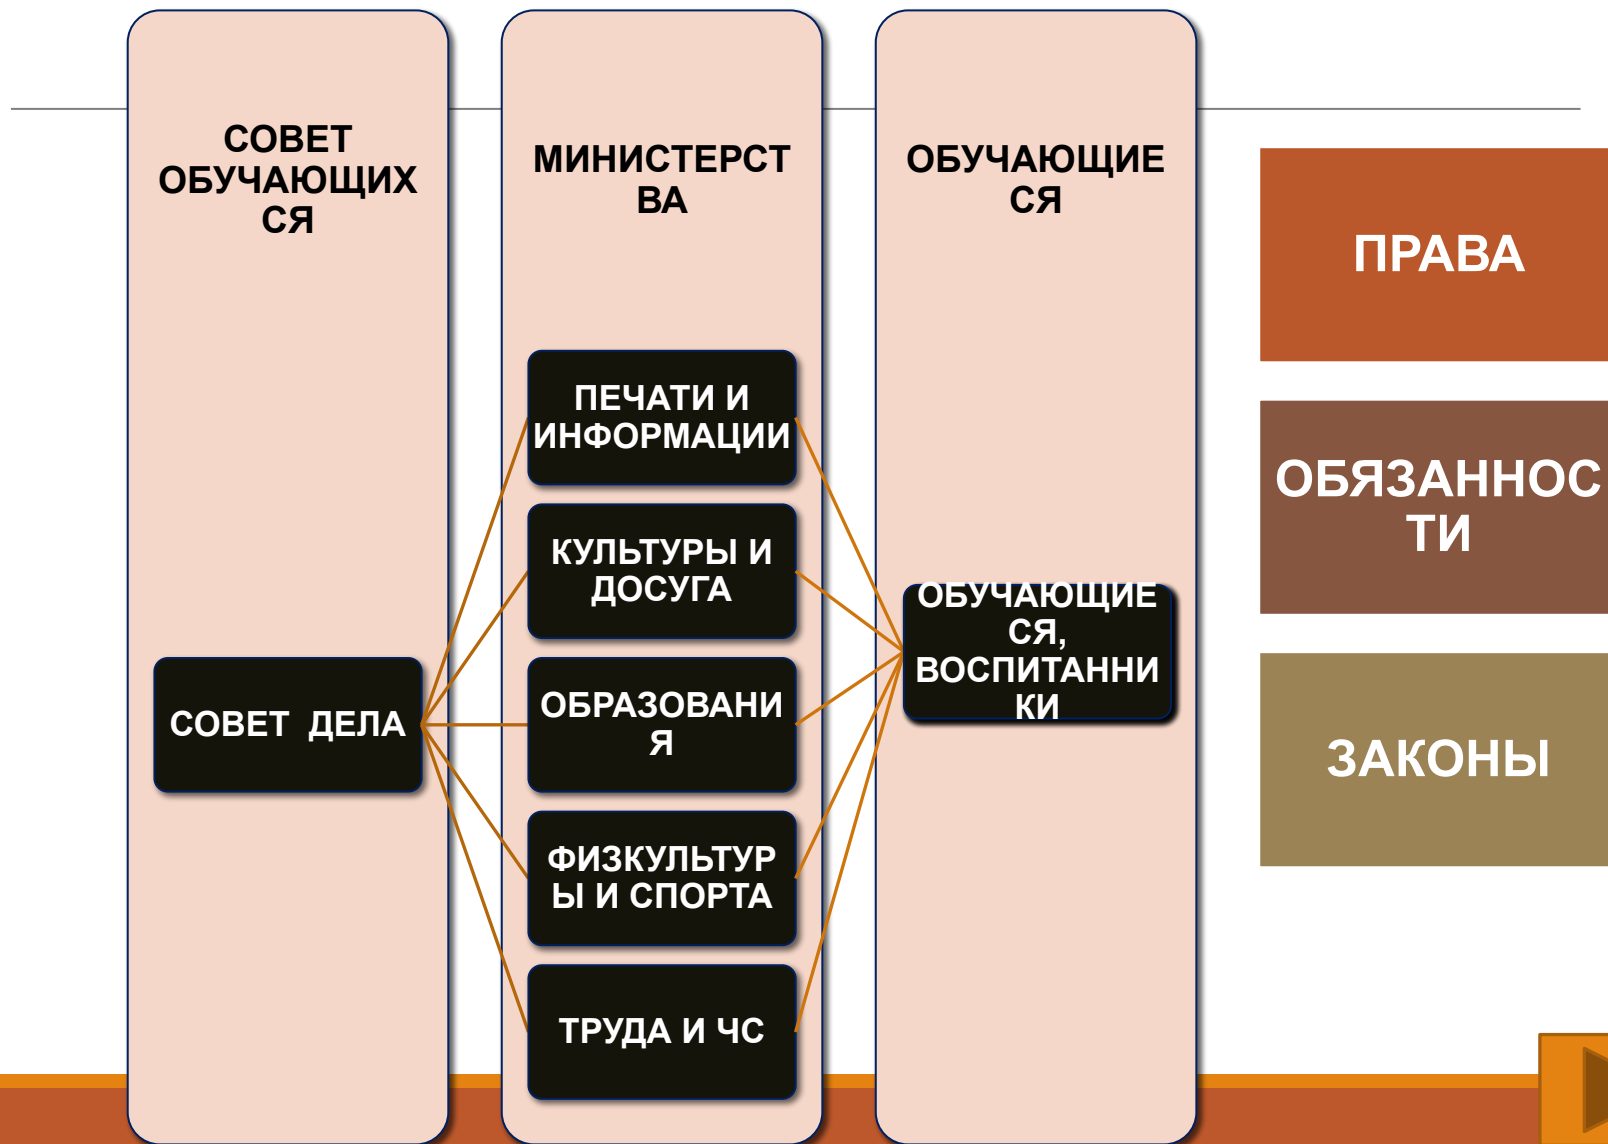 СОВЕТ
ОБУЧАЮЩИХ
СЯ
МИНИСТЕРСТ
ВА
ОБУЧАЮЩИЕ
СЯ
ПЕЧАТИ И
ИНФОРМАЦИИ
КУЛЬТУРЫ И
ДОСУГА
СОВЕТ  ДЕЛА
ОБРАЗОВАНИ
Я
ФИЗКУЛЬТУР
Ы И СПОРТА
ТРУДА И ЧС
ОБУЧАЮЩИЕ
СЯ,
ВОСПИТАННИ
КИ
ПРАВА
ОБЯЗАННОС
ТИ
ЗАКОНЫ